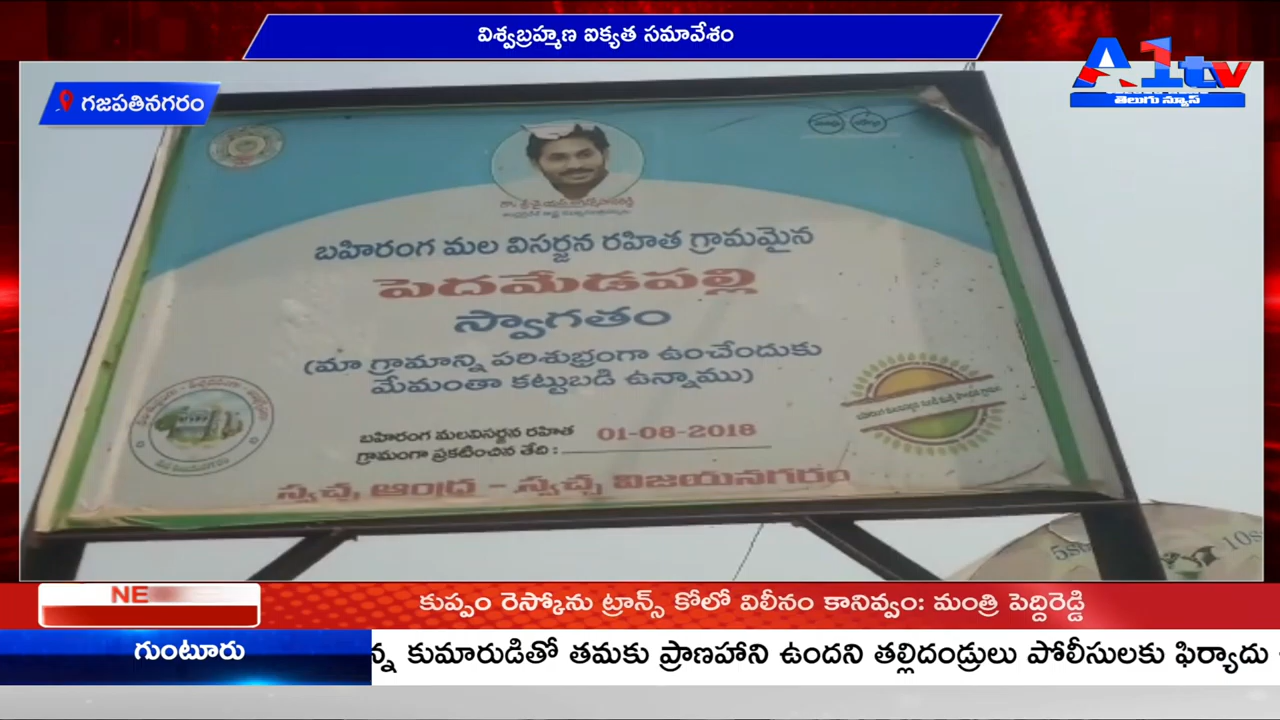 విశ్వబ్రహ్మణ ఐక్యత సమావేశం
A1tv
తెలుగు న్యూస్
గజపతినగరం
బహిరంగ మల విసర్జన రహిత గ్రామమైన
పెదమేడపల్లి
స్వాగతం
(మా గ్రామాన్ని పరిశుభ్రంగా ఉంచేందుకు
మేమంతా కట్టుబడి ఉన్నాము)
బహిరంగ మలవిసర్జన రహిత
గ్రామంగా ప్రకటించిన తేది : 01-08-2018
స్వచ్ఛ ఆంధ్ర - స్వచ్ఛ విజయనగరం
NE
కుప్పం రెస్కోను ట్రాన్స్ కోలో విలీనం కానివ్వం: మంత్రి పెద్దిరెడ్డి
గుంటూరు
న్న కుమారుడితో తమకు ప్రాణహాని ఉందని తల్లిదండ్రులు పోలీసులకు ఫిర్యాదు